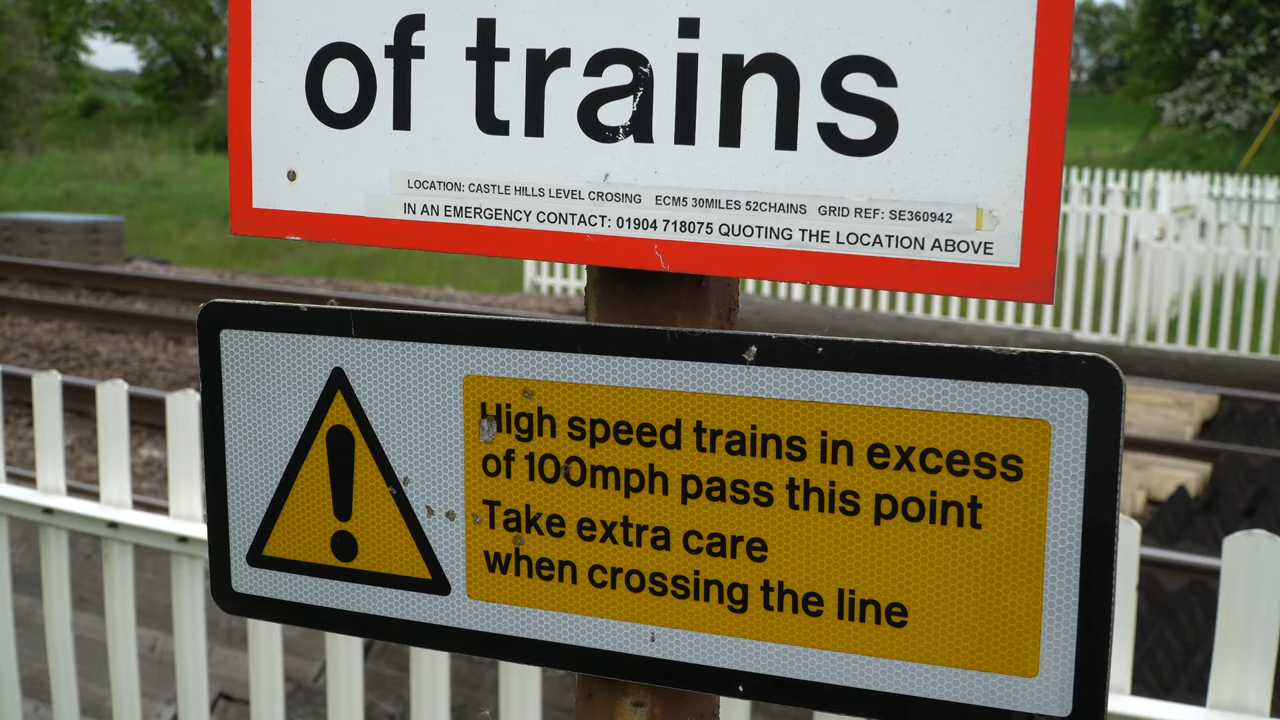 of trains
LOCATION: CASTLE HILLS LEVEL CROSING ECM5 30MILES 52CHAINS GRID REF: SE360942
IN AN EMERGENCY CONTACT: 01904 718075 QUOTING THE LOCATION ABOVE
High speed trains in excess
of 100mph pass this point
Take extra care
when crossing the line